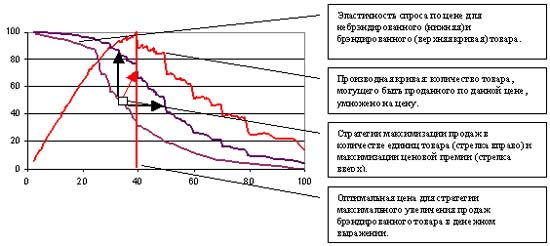 Эластичность спроса по цене для
небрэндированного (нижняя) и
брэндированного (верхняя кривая) товара.
Производная кривая: количество товара,
могущего быть проданного по данной цене,
умножено на цену.
Стратегии максимизации продаж в
количестве единиц товара (стрелка вправо) и
максимизации ценовой премии (стрелка
вверх).
Оптимальная цена для стратегии
максимального увеличения продаж
брэндированного товара в денежном
выражении.
100
80
60
40
20
0
0 20 40 60 80 100